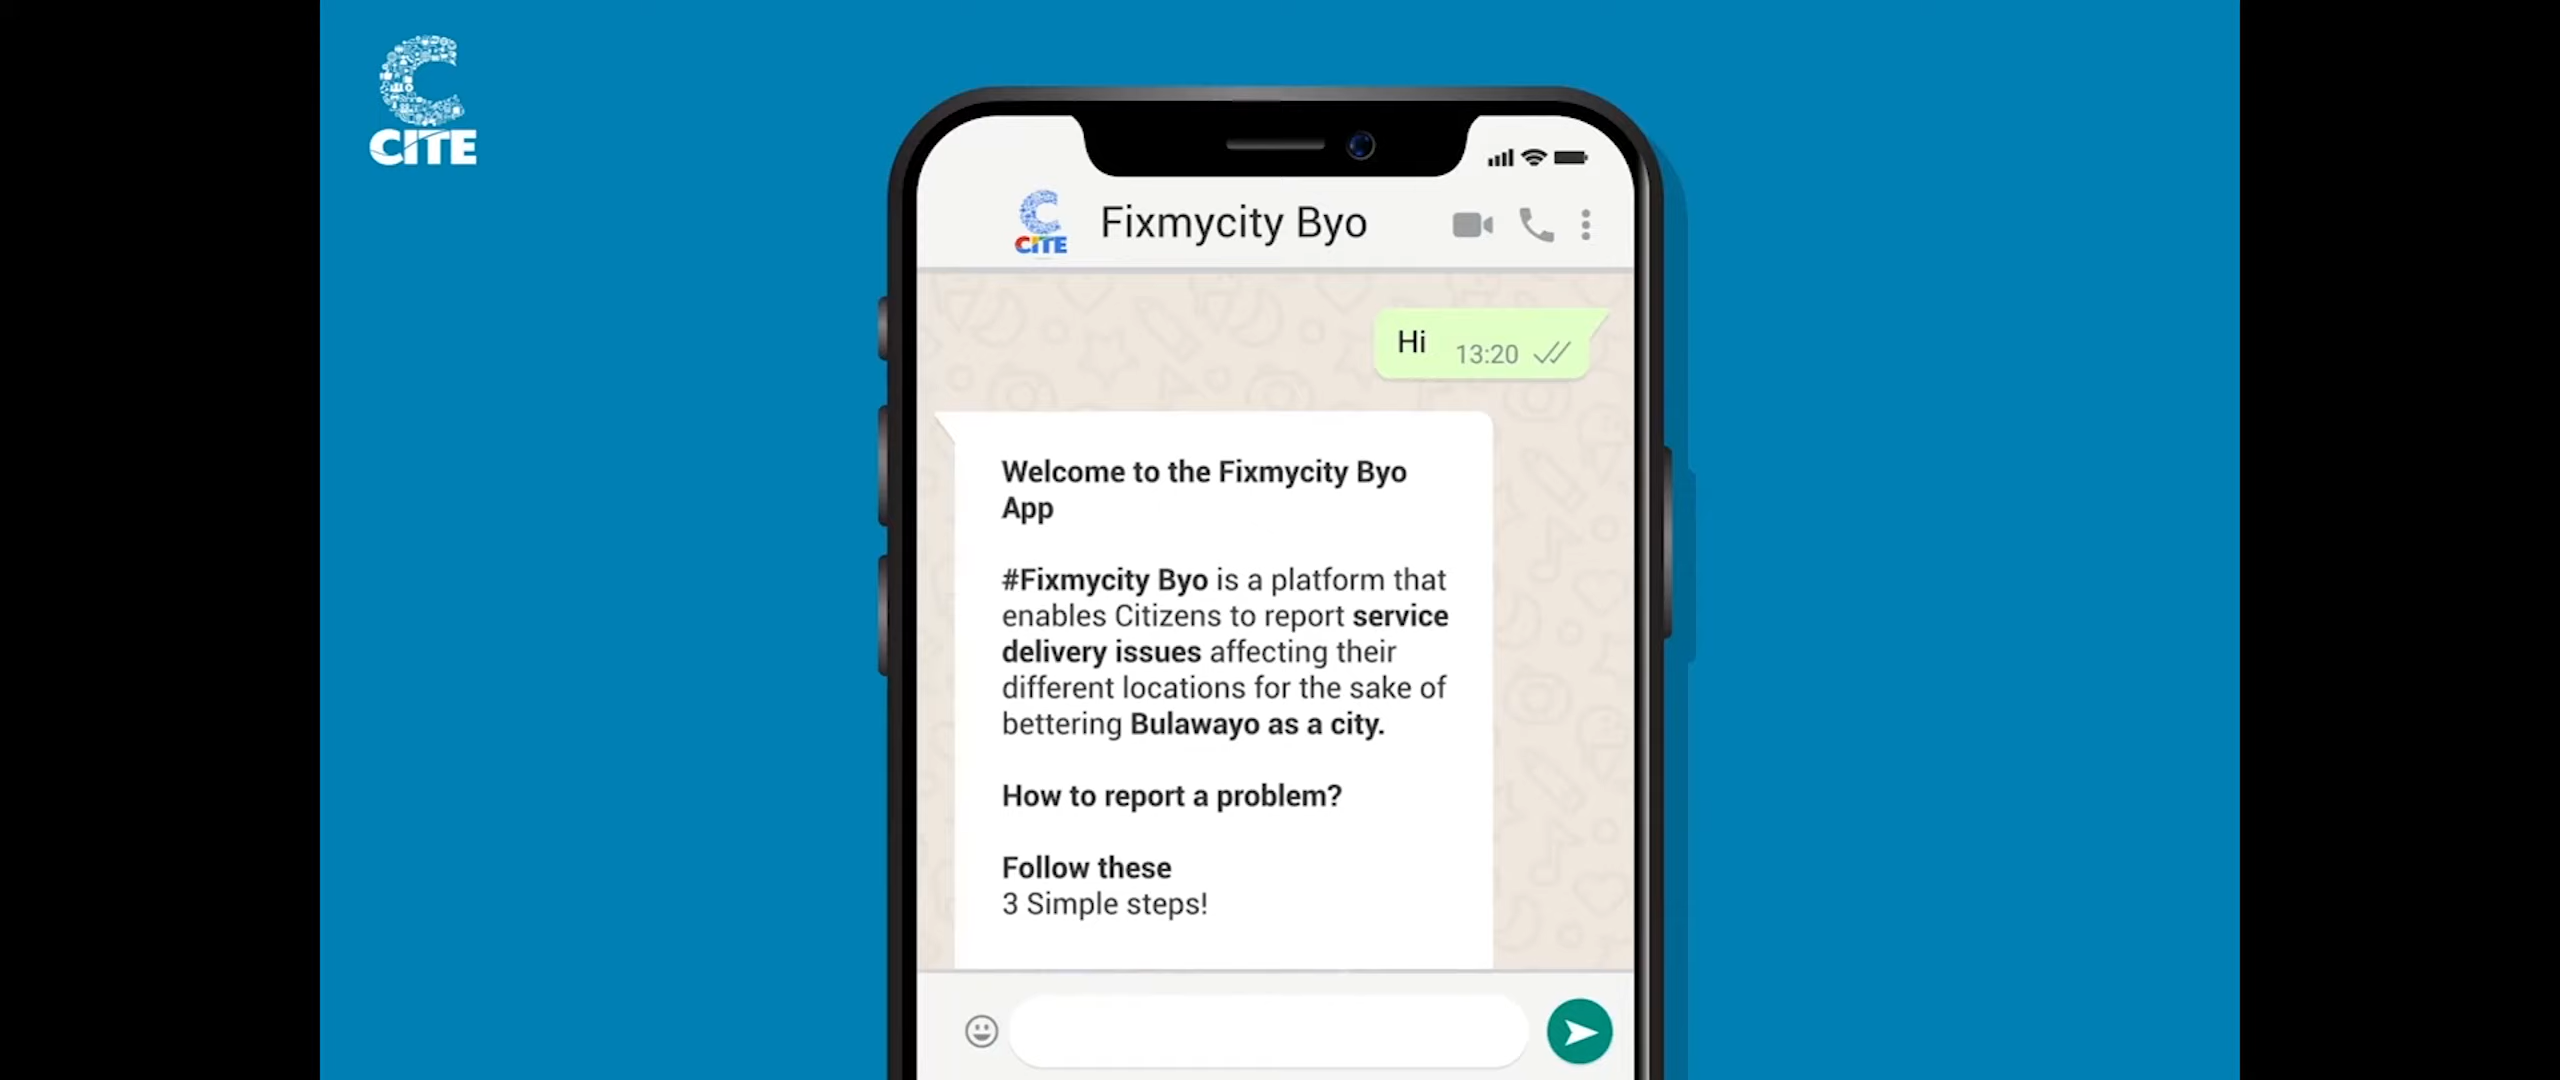 CITE
CITE
Fixmycity Byo
Hi
13:20
Welcome to the Fixmycity Byo
App
#Fixmycity Byo is a platform that
enables Citizens to report service
delivery issues affecting their
different locations for the sake of
bettering Bulawayo as a city.
How to report a problem?
Follow these
3 Simple steps!